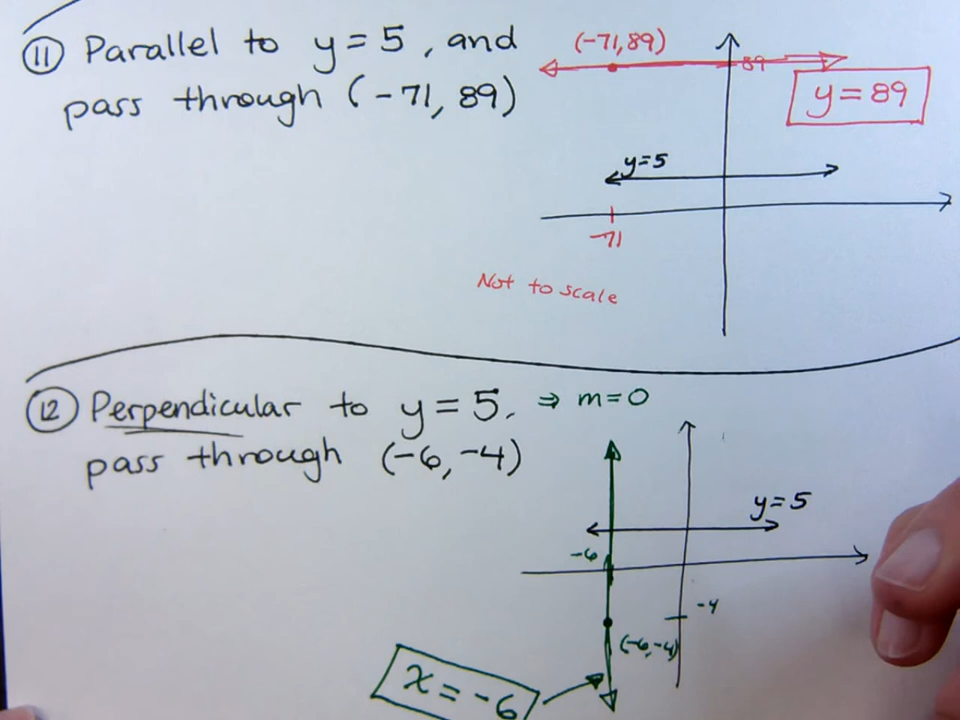 11 Parallel to y = 5, and
pass through (-71, 89)
(-71, 89)
89
y = 89
y=5
-71
Not to scale
12 Perpendicular to y = 5. ⇒ m=0
pass through (-6, -4)
y = 5
-6
-4
(-6,-4)
x = -6